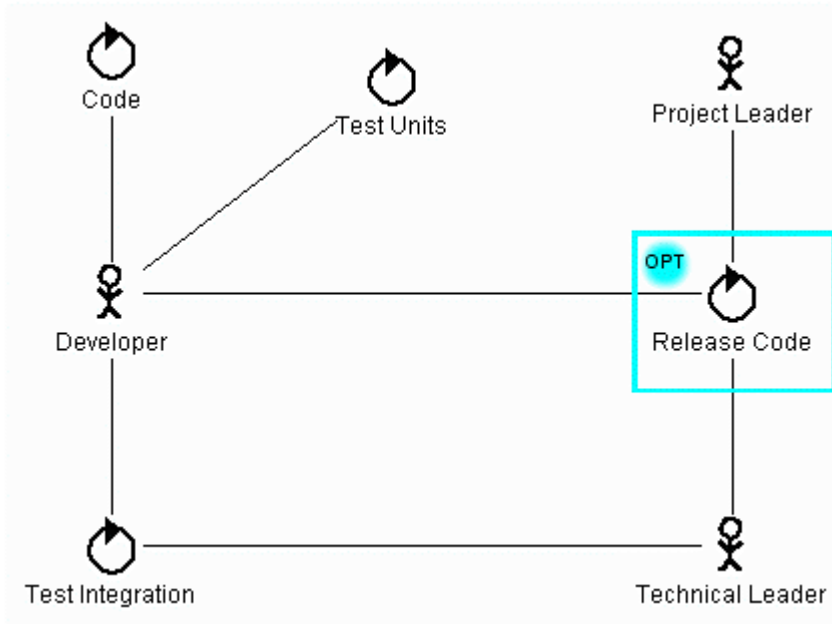 Code
Test Units
Project Leader
OPT
Developer
Release Code
Test Integration
Technical Leader